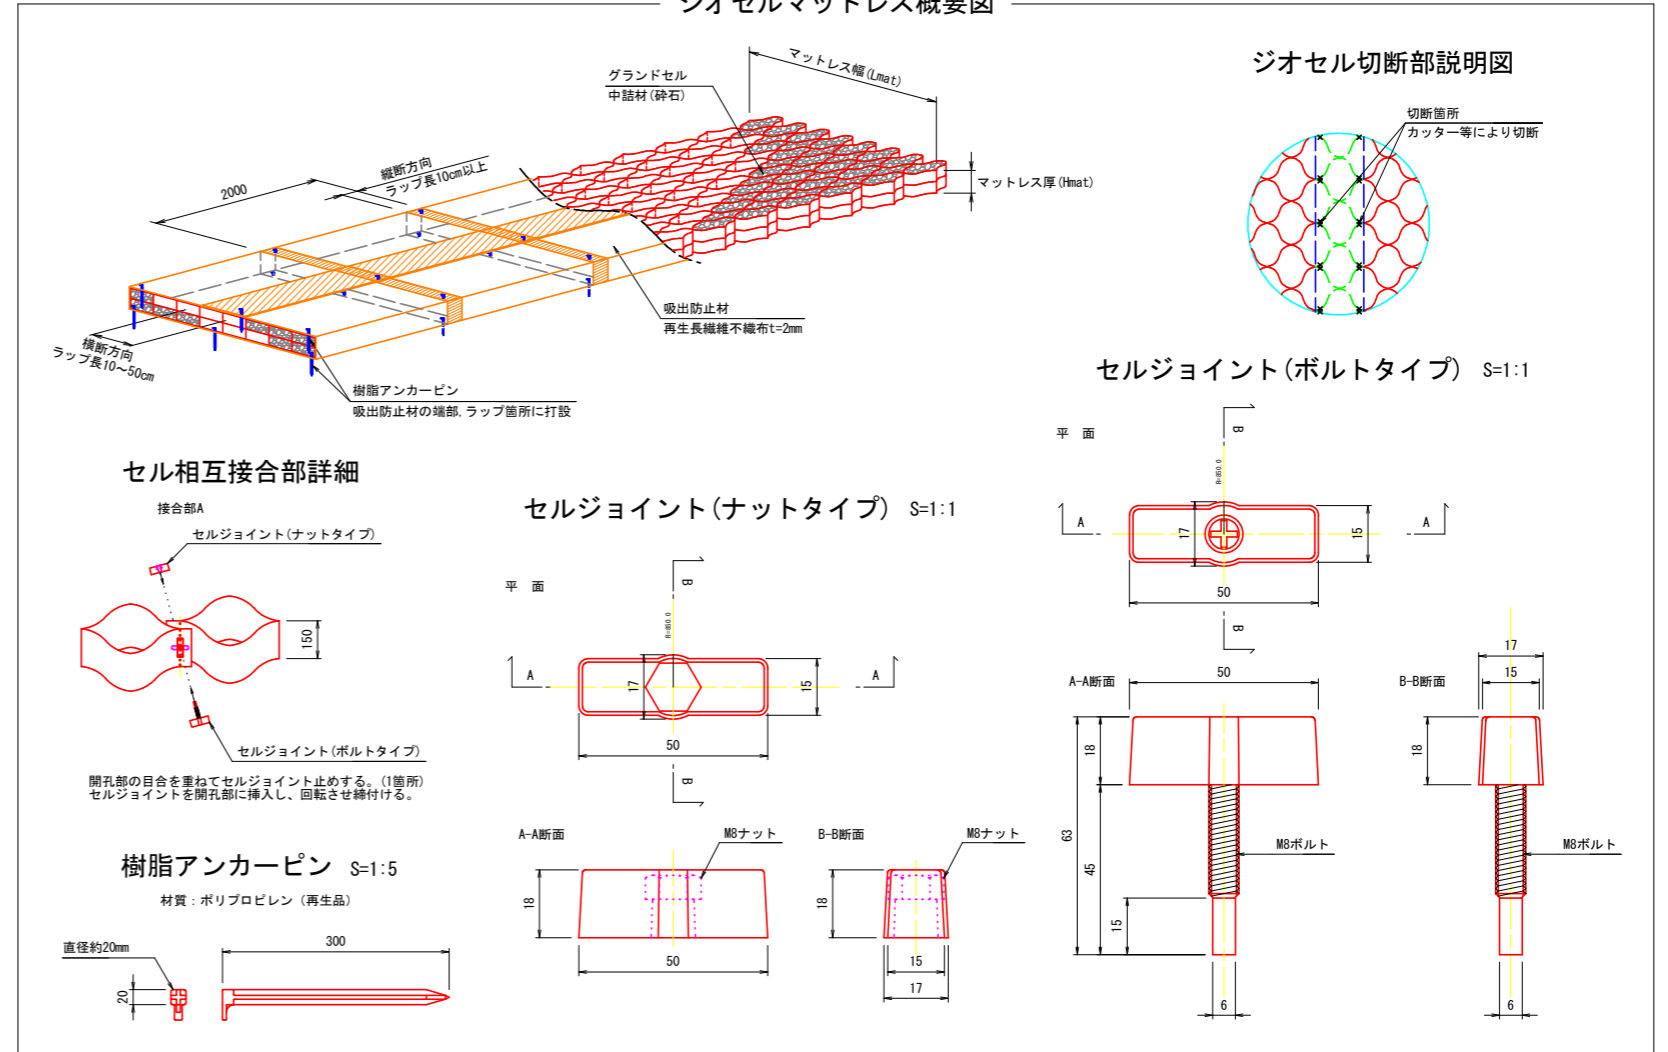 ジオセルマットレス概要図
グランドセル
中詰材(砕石)
マットレス幅(Lmat)
マットレス厚(Hmat)
縦断方向
ラップ長10cm以上
2000
吸出防止材
再生長繊維不織布t=2mm
横断方向
ラップ長10～50cm
樹脂アンカーピン
吸出防止材の端部,ラップ箇所に打設
ジオセル切断部説明図
切断箇所
カッター等により切断
セル相互接合部詳細
接合部A
セルジョイント(ナットタイプ)
150
セルジョイント(ボルトタイプ)
開孔部の目合を重ねてセルジョイント止めする。(1箇所)
セルジョイントを開孔部に挿入し、回転させ締付ける。
樹脂アンカーピン S=1:5
材質：ポリプロピレン（再生品）
直径約20mm
20
300
セルジョイント(ナットタイプ) S=1:1
平 面
B
A
A
17
15
50
B
A-A断面
M8ナット
18
50
B-B断面
M8ナット
18
15
17
セルジョイント(ボルトタイプ) S=1:1
平 面
B
A
A
17
15
50
B
A-A断面
50
18
63
45
15
M8ボルト
6
B-B断面
17
15
18
M8ボルト
6